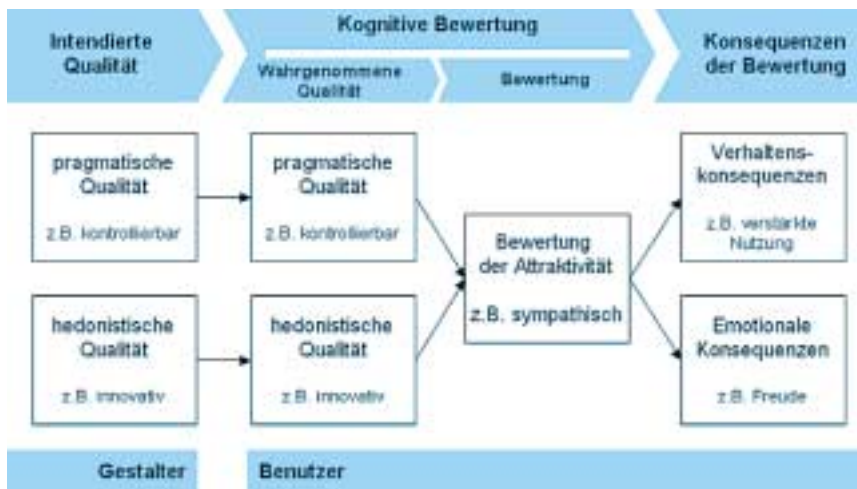 Intendierte
Qualität
Kognitive Bewertung
Wahrgenommene
Qualität
Bewertung
Konsequenzen
der Bewertung
pragmatische
Qualität
z.B. kontrollierbar
pragmatische
Qualität
z.B. kontrollierbar
Bewertung
der Attraktivität
z.B. sympathisch
Verhaltens-
konsequenzen
z.B. verstärkte
Nutzung
hedonistische
Qualität
z.B. innovativ
hedonistische
Qualität
z.B. innovativ
Emotionale
Konsequenzen
z.B. Freude
Gestalter
Benutzer